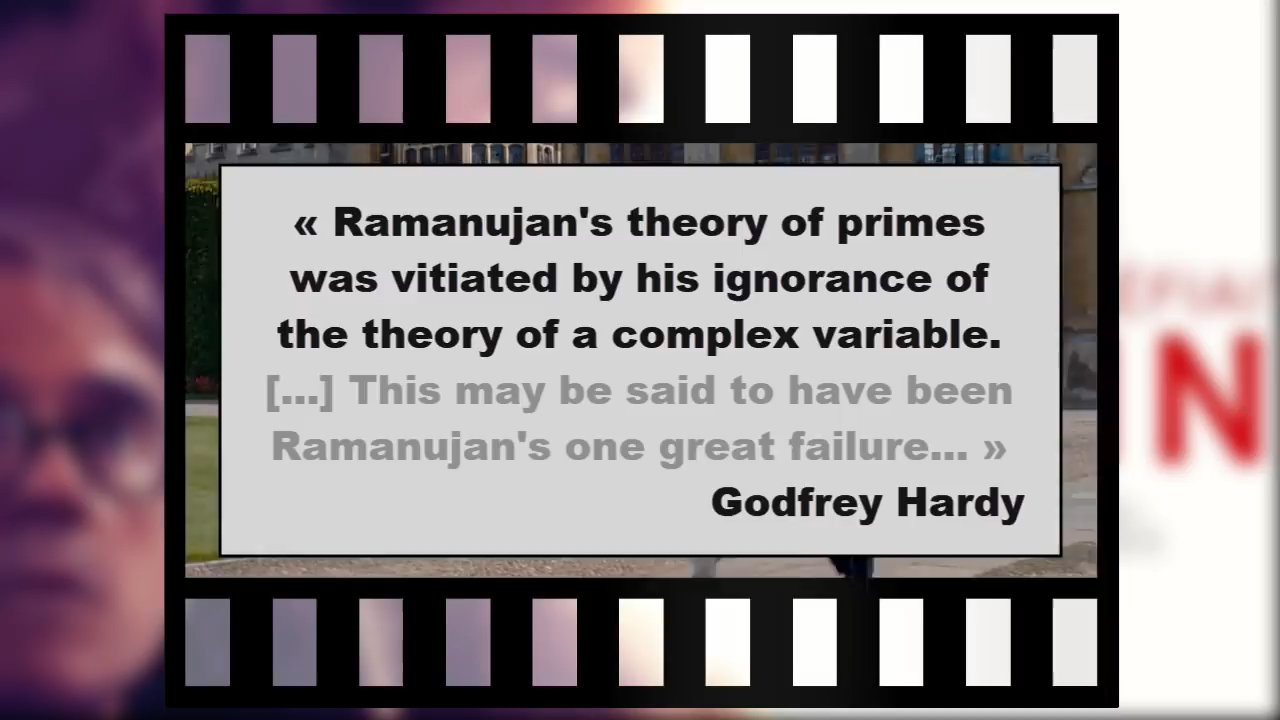 « Ramanujan's theory of primes
was vitiated by his ignorance of
the theory of a complex variable.
[...] This may be said to have been
Ramanujan's one great failure... »
Godfrey Hardy
N